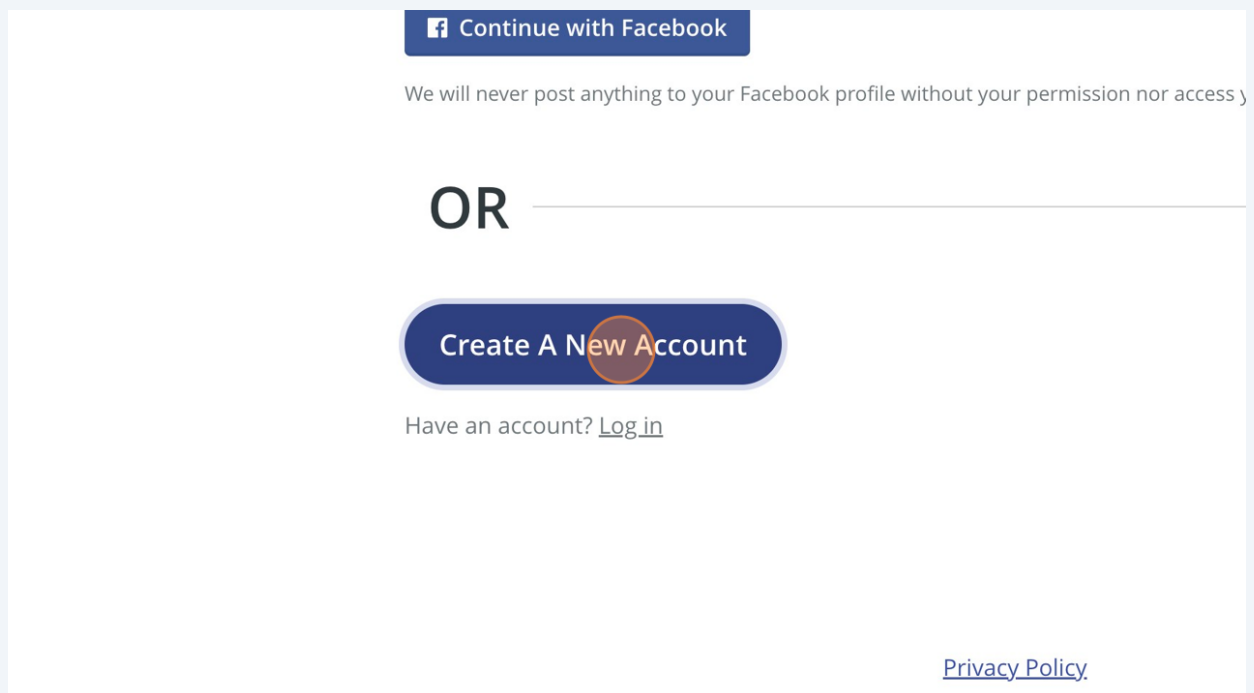 Continue with Facebook
We will never post anything to your Facebook profile without your permission nor access
OR
Create A New Account
Have an account? Log in
Privacy Policy